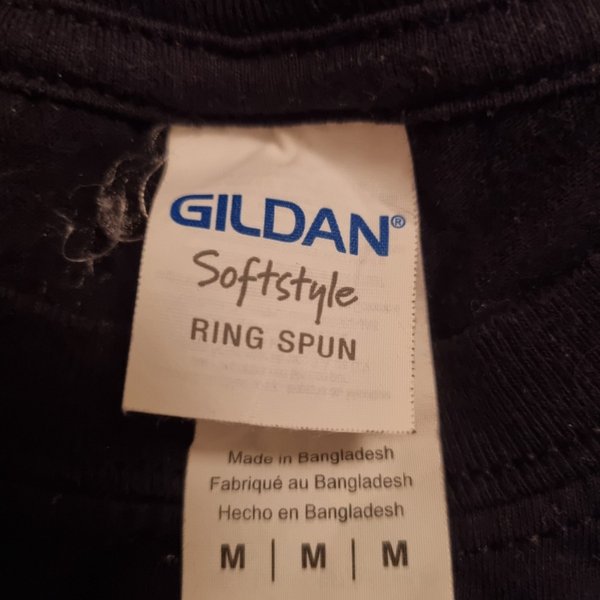 GILDAN®
Softstyle
RING SPUN
Made in Bangladesh
Fabriqué au Bangladesh
Hecho en Bangladesh
M | M | M